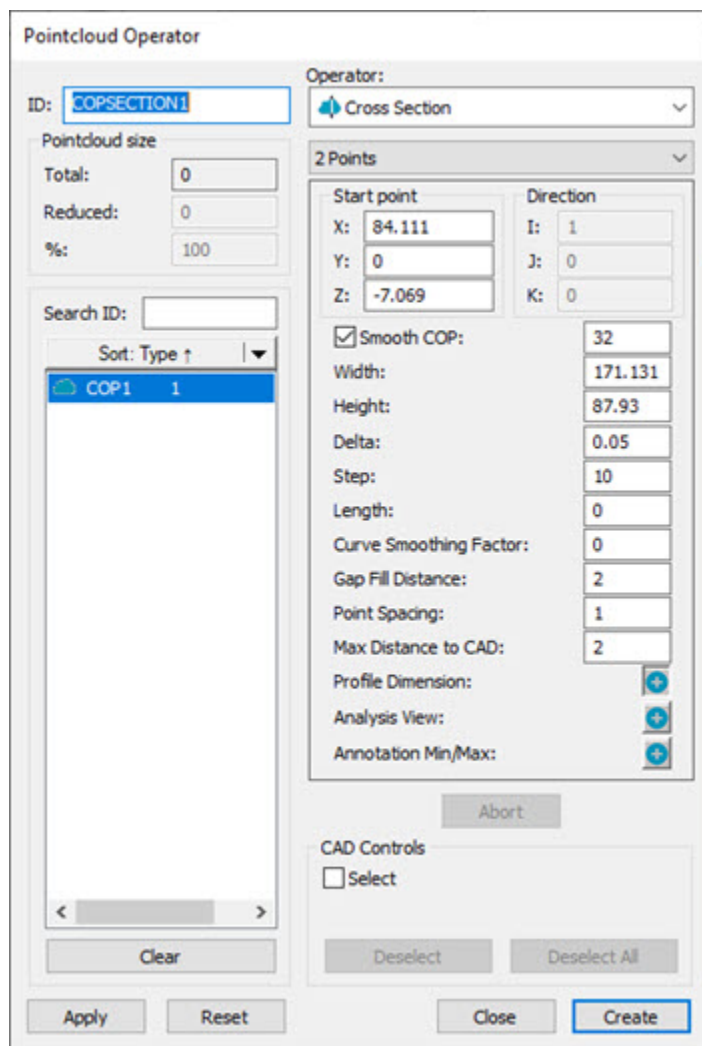 Pointcloud Operator
ID: COPSECTION1
Pointcloud size
Total: 0
Reduced: 0
%: 100
Search ID:
Sort: Type ↑
COP1 1
Clear
Apply
Reset
Operator:
Cross Section
2 Points
Start point
X: 84.111
Y: 0
Z: -7.069
Direction
I: 1
J: 0
K: 0
Smooth COP: 32
Width: 171.131
Height: 87.93
Delta: 0.05
Step: 10
Length: 0
Curve Smoothing Factor: 0
Gap Fill Distance: 2
Point Spacing: 1
Max Distance to CAD: 2
Profile Dimension:
Analysis View:
Annotation Min/Max:
Abort
CAD Controls
Select
Deselect
Deselect All
Close
Create